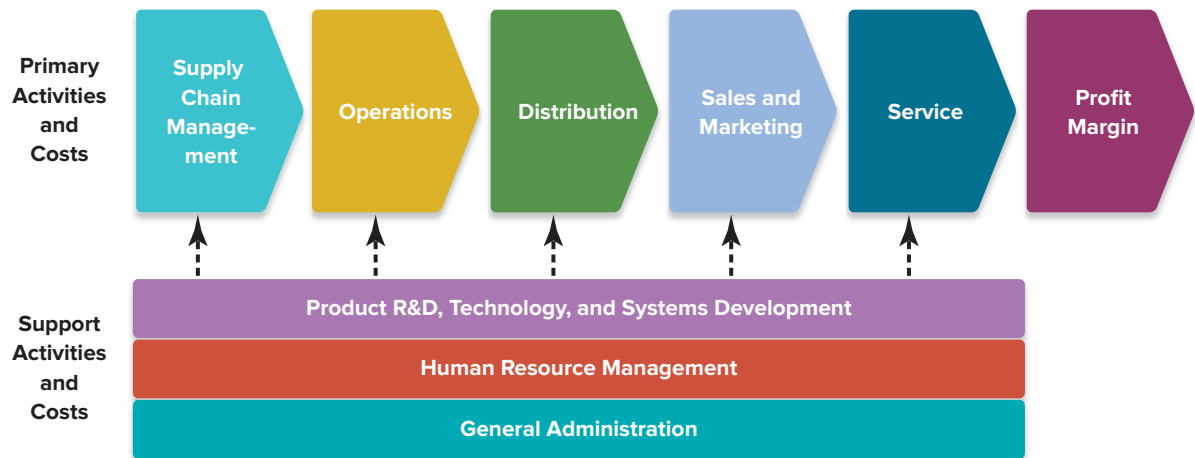 Primary
Activities
and
Costs
Supply
Chain
Manage-
ment
Operations
Distribution
Sales and
Marketing
Service
Profit
Margin
Support
Activities
and
Costs
Product R&D, Technology, and Systems Development
Human Resource Management
General Administration